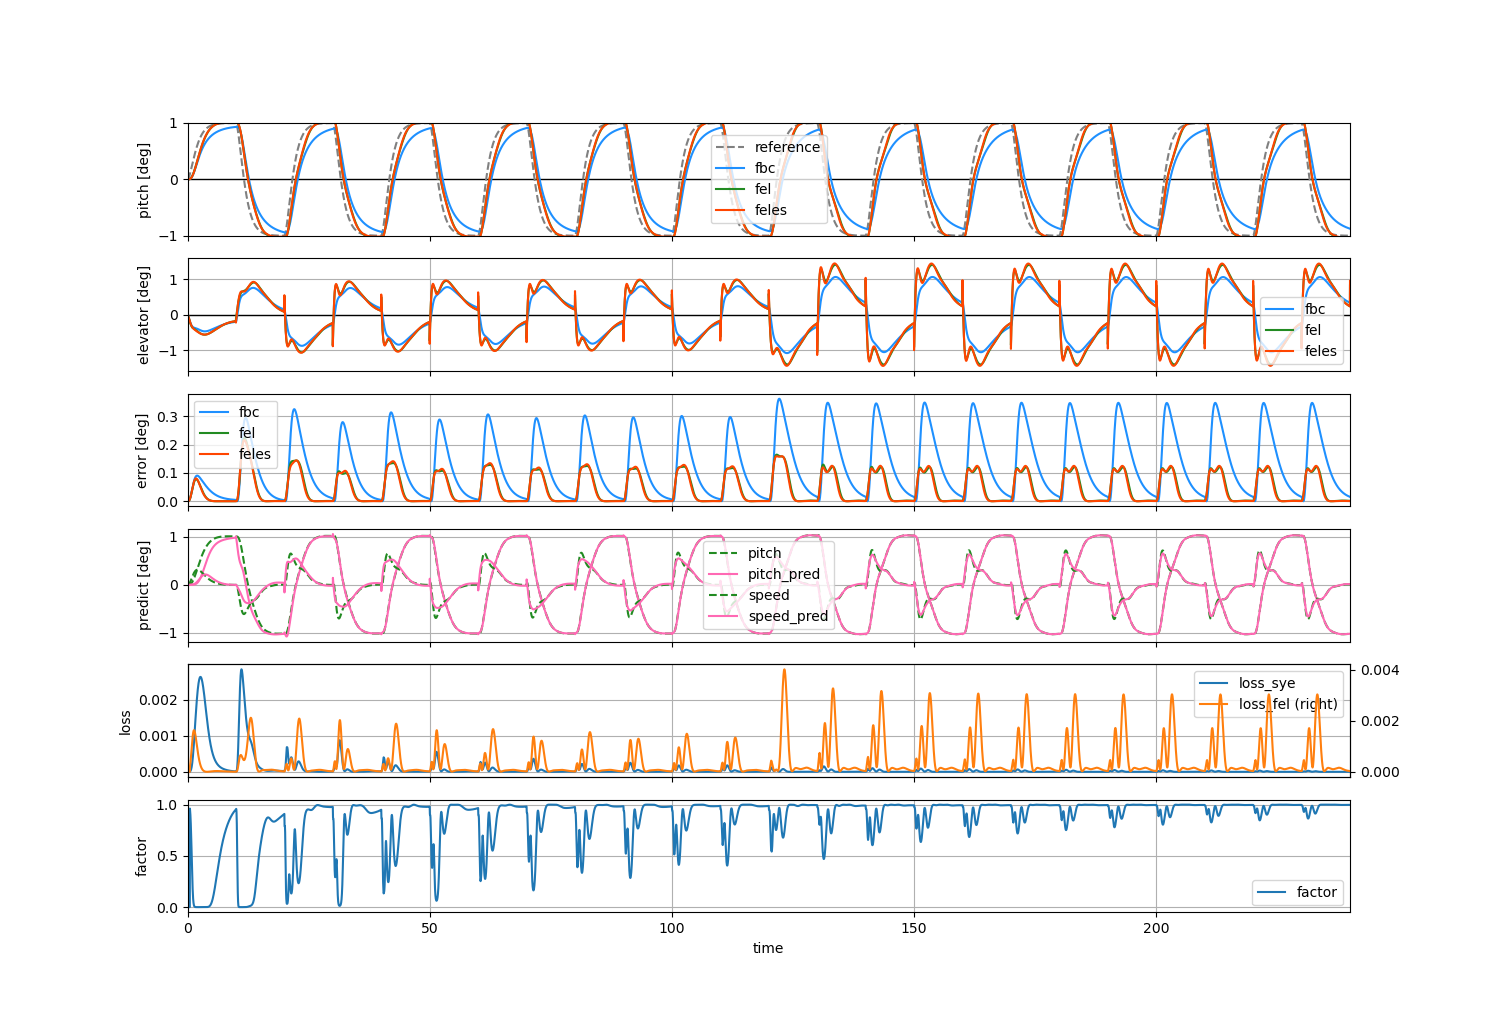 1
0
−1
pitch [deg]
reference
fbc
fel
feles
1
0
−1
elevator [deg]
fbc
fel
feles
0.3
0.2
0.1
0.0
error [deg]
fbc
fel
feles
1
0
−1
predict [deg]
pitch
pitch_pred
speed
speed_pred
0.002
0.001
0.000
loss
loss_sye
loss_fel (right)
0.004
0.002
0.000
1.0
0.5
0.0
factor
factor
0 50 100 150 200
time